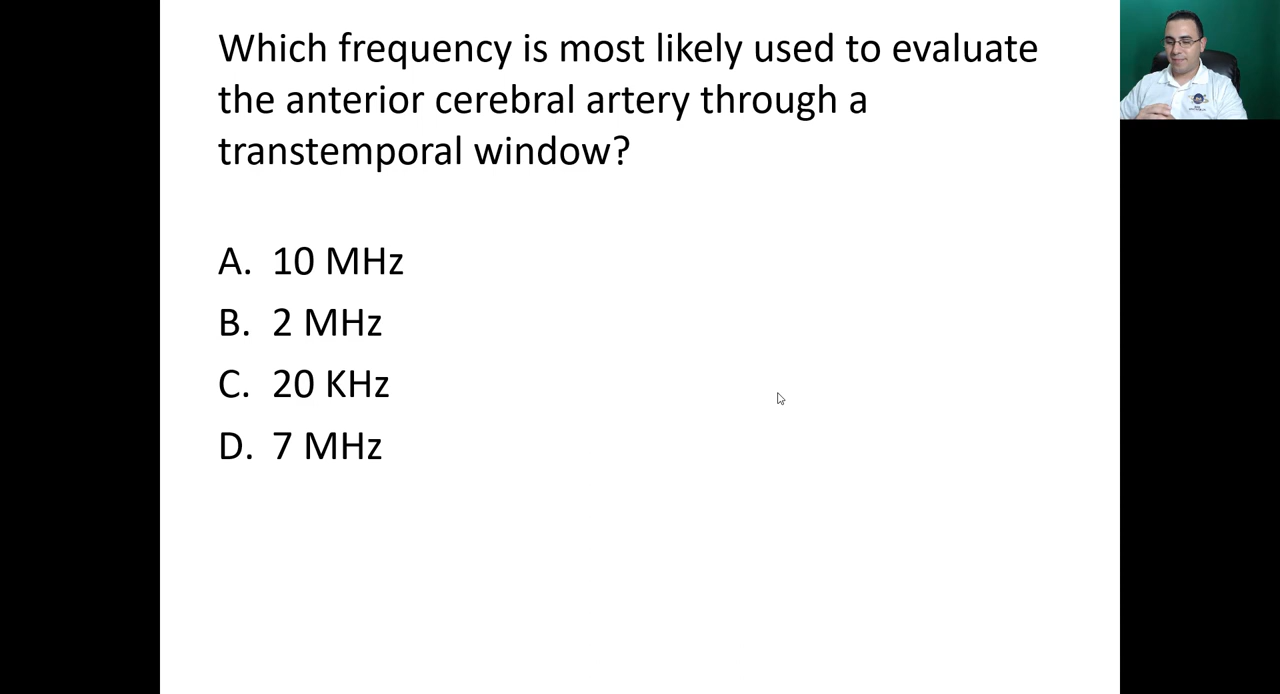 Which frequency is most likely used to evaluate
the anterior cerebral artery through a
transtemporal window?
A. 10 MHz
B. 2 MHz
C. 20 KHz
D. 7 MHz